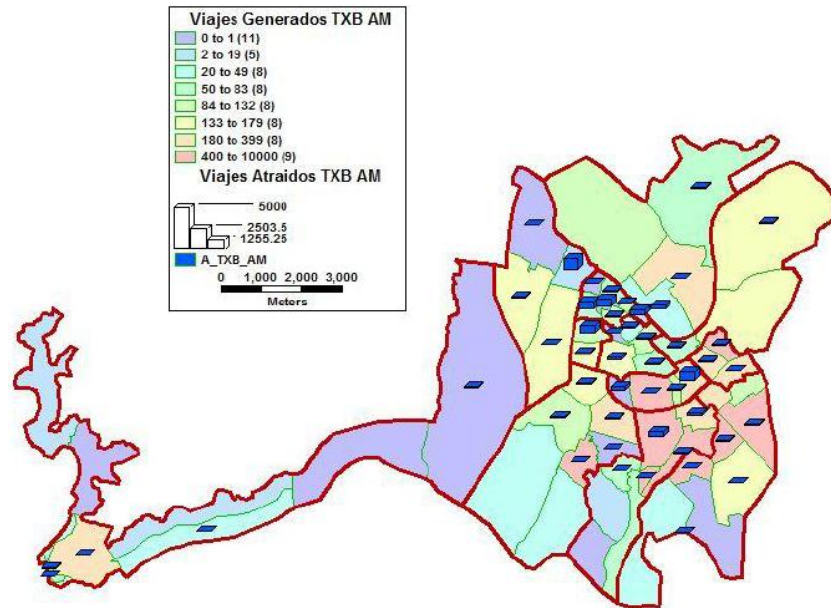 Viajes Generados TXB AM
0 to 1 (11)
2 to 19 (5)
20 to 49 (8)
50 to 83 (8)
84 to 132 (8)
133 to 179 (8)
180 to 399 (8)
400 to 10000 (9)
Viajes Atraidos TXB AM
5000
2503.5
1255.25
A_TXB_AM
0 1,000 2,000 3,000
Meters